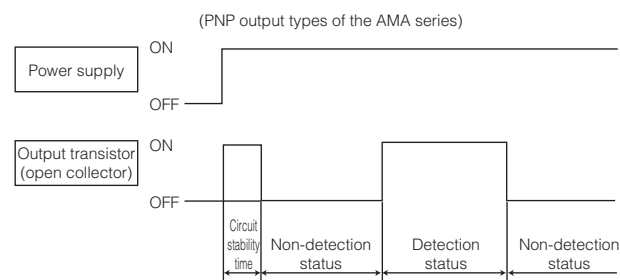 (PNP output types of the AMA series)
Power supply
ON
OFF
Output transistor
(open collector)
ON
OFF
Circuit
stability
time
Non-detection
status
Detection
status
Non-detection
status